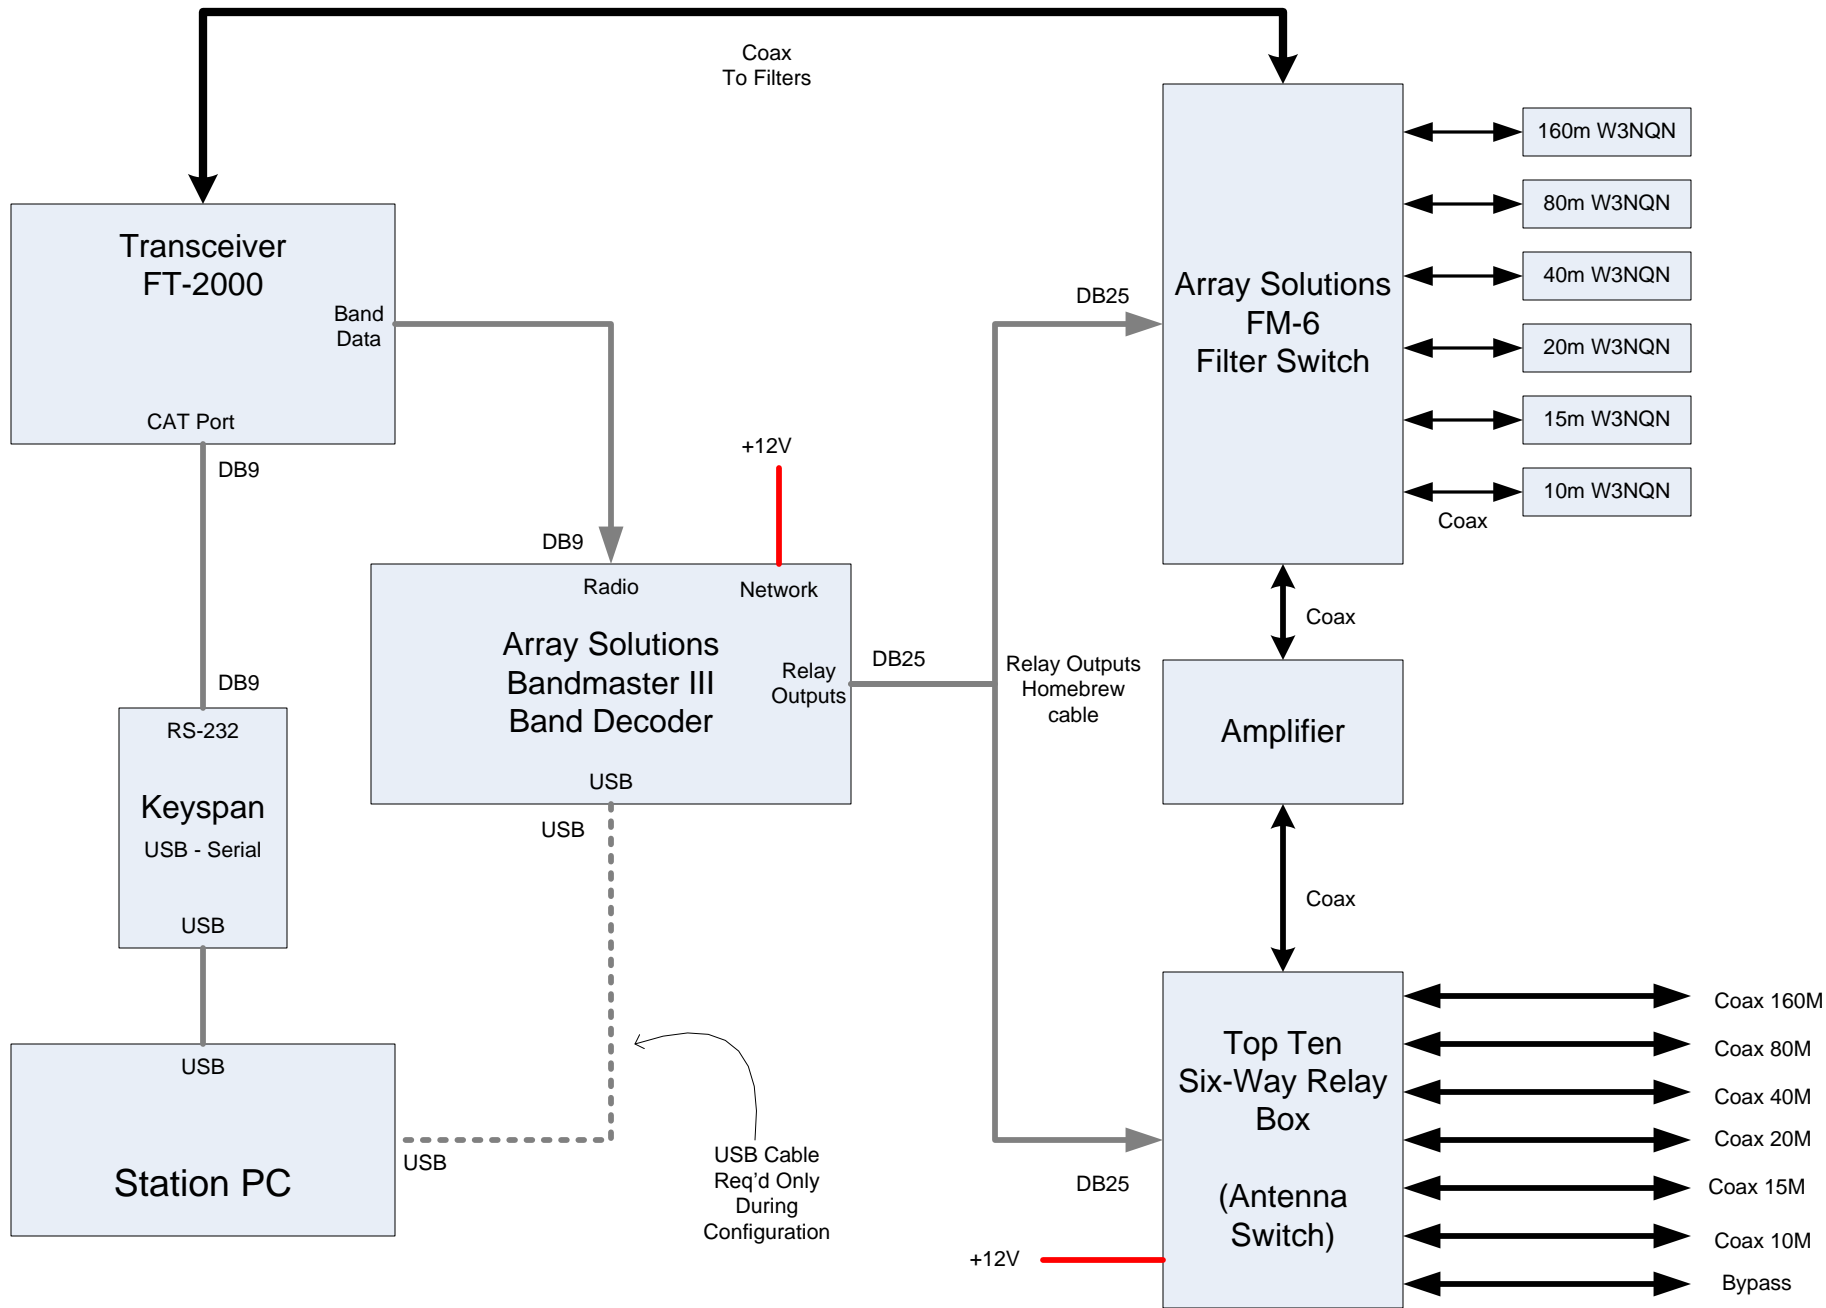 Coax
To Filters
Transceiver
FT-2000
Band
Data
CAT Port
DB9
DB9
RS-232
Keyspan
USB - Serial
USB
USB
Station PC
USB
+12V
DB9
Radio
Network
Array Solutions
Bandmaster III
Band Decoder
Relay
Outputs
USB
USB
DB25
Relay Outputs
Homebrew
cable
USB Cable
Req'd Only
During
Configuration
DB25
Array Solutions
FM-6
Filter Switch
160m W3NQN
80m W3NQN
40m W3NQN
20m W3NQN
15m W3NQN
10m W3NQN
Coax
Coax
Amplifier
Coax
DB25
+12V
Top Ten
Six-Way Relay
Box
(Antenna
Switch)
Coax 160M
Coax 80M
Coax 40M
Coax 20M
Coax 15M
Coax 10M
Bypass